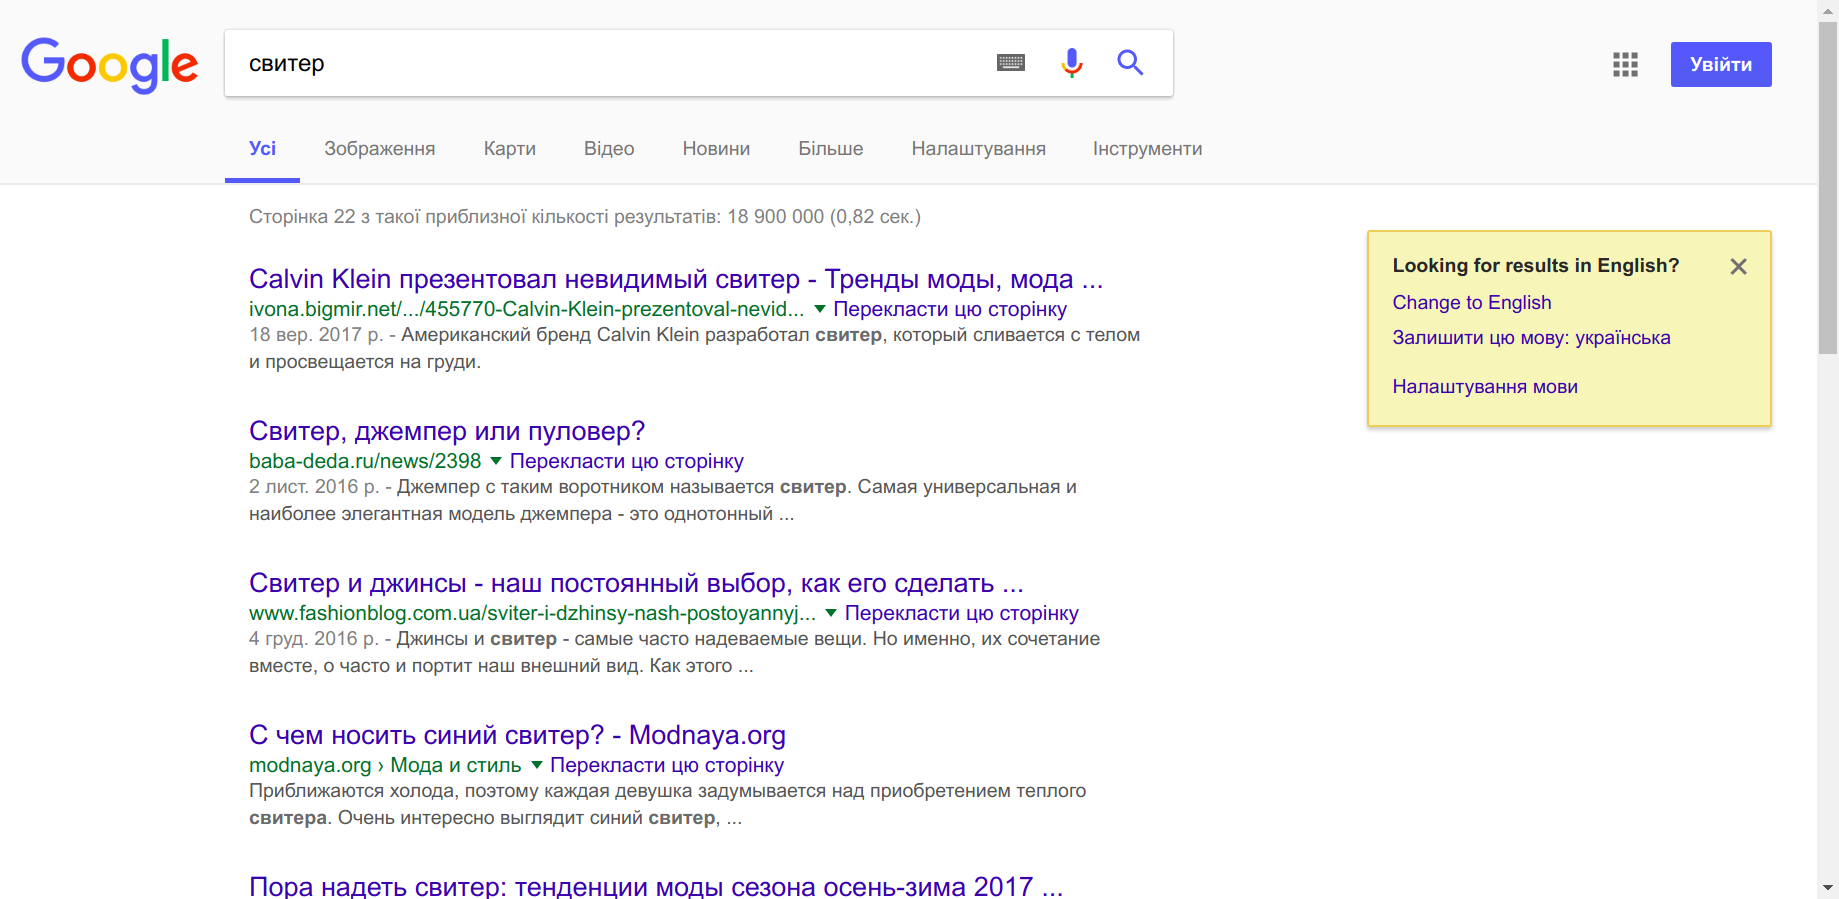 Google
свитер
Увійти
Усі Зображення Карти Відео Новини Більше Налаштування Інструменти
Сторінка 22 з такої приблизної кількості результатів: 18 900 000 (0,82 сек.)
Calvin Klein презентовал невидимый свитер - Тренды моды, мода ...
ivona.bigmir.net/.../455770-Calvin-Klein-prezentoval-nevid... Перекласти цю сторінку
18 вер. 2017 р. - Американский бренд Calvin Klein разработал свитер, который сливается с телом
и просвещается на груди.
Свитер, джемпер или пуловер?
baba-deda.ru/news/2398 Перекласти цю сторінку
2 лист. 2016 р. - Джемпер с таким воротником называется свитер. Самая универсальная и
наиболее элегантная модель джемпера - это однотонный ...
Свитер и джинсы - наш постоянный выбор, как его сделать ...
www.fashionblog.com.ua/sviter-i-dzhinsy-nash-postoyannyj... Перекласти цю сторінку
4 груд. 2016 р. - Джинсы и свитер - самые часто надеваемые вещи. Но именно, их сочетание
вместе, о часто и портит наш внешний вид. Как этого ...
С чем носить синий свитер? - Modnaya.org
modnaya.org › Мода и стиль Перекласти цю сторінку
Приближаются холода, поэтому каждая девушка задумывается над приобретением теплого
свитера. Очень интересно выглядит синий свитер, ...
Пора надеть свитер: тенденции моды сезона осень-зима 2017 ...
Looking for results in English?
Change to English
Залишити цю мову: українська
Налаштування мови